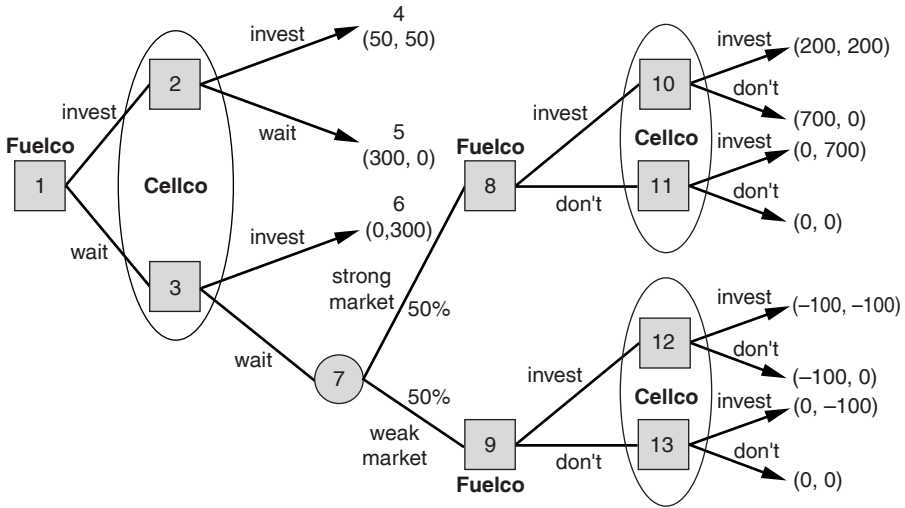 4
(50, 50)
invest
2
invest
wait
5
(300, 0)
Fuelco
1
Cellco
6
(0,300)
invest
wait
3
wait
7
strong
market
50%
50%
weak
market
Fuelco
8
invest
don't
10
Cellco
11
invest
(200, 200)
don't
(700, 0)
invest
(0, 700)
don't
(0, 0)
9
Fuelco
invest
don't
12
Cellco
13
invest
(–100, –100)
don't
(–100, 0)
invest
(0, –100)
don't
(0, 0)